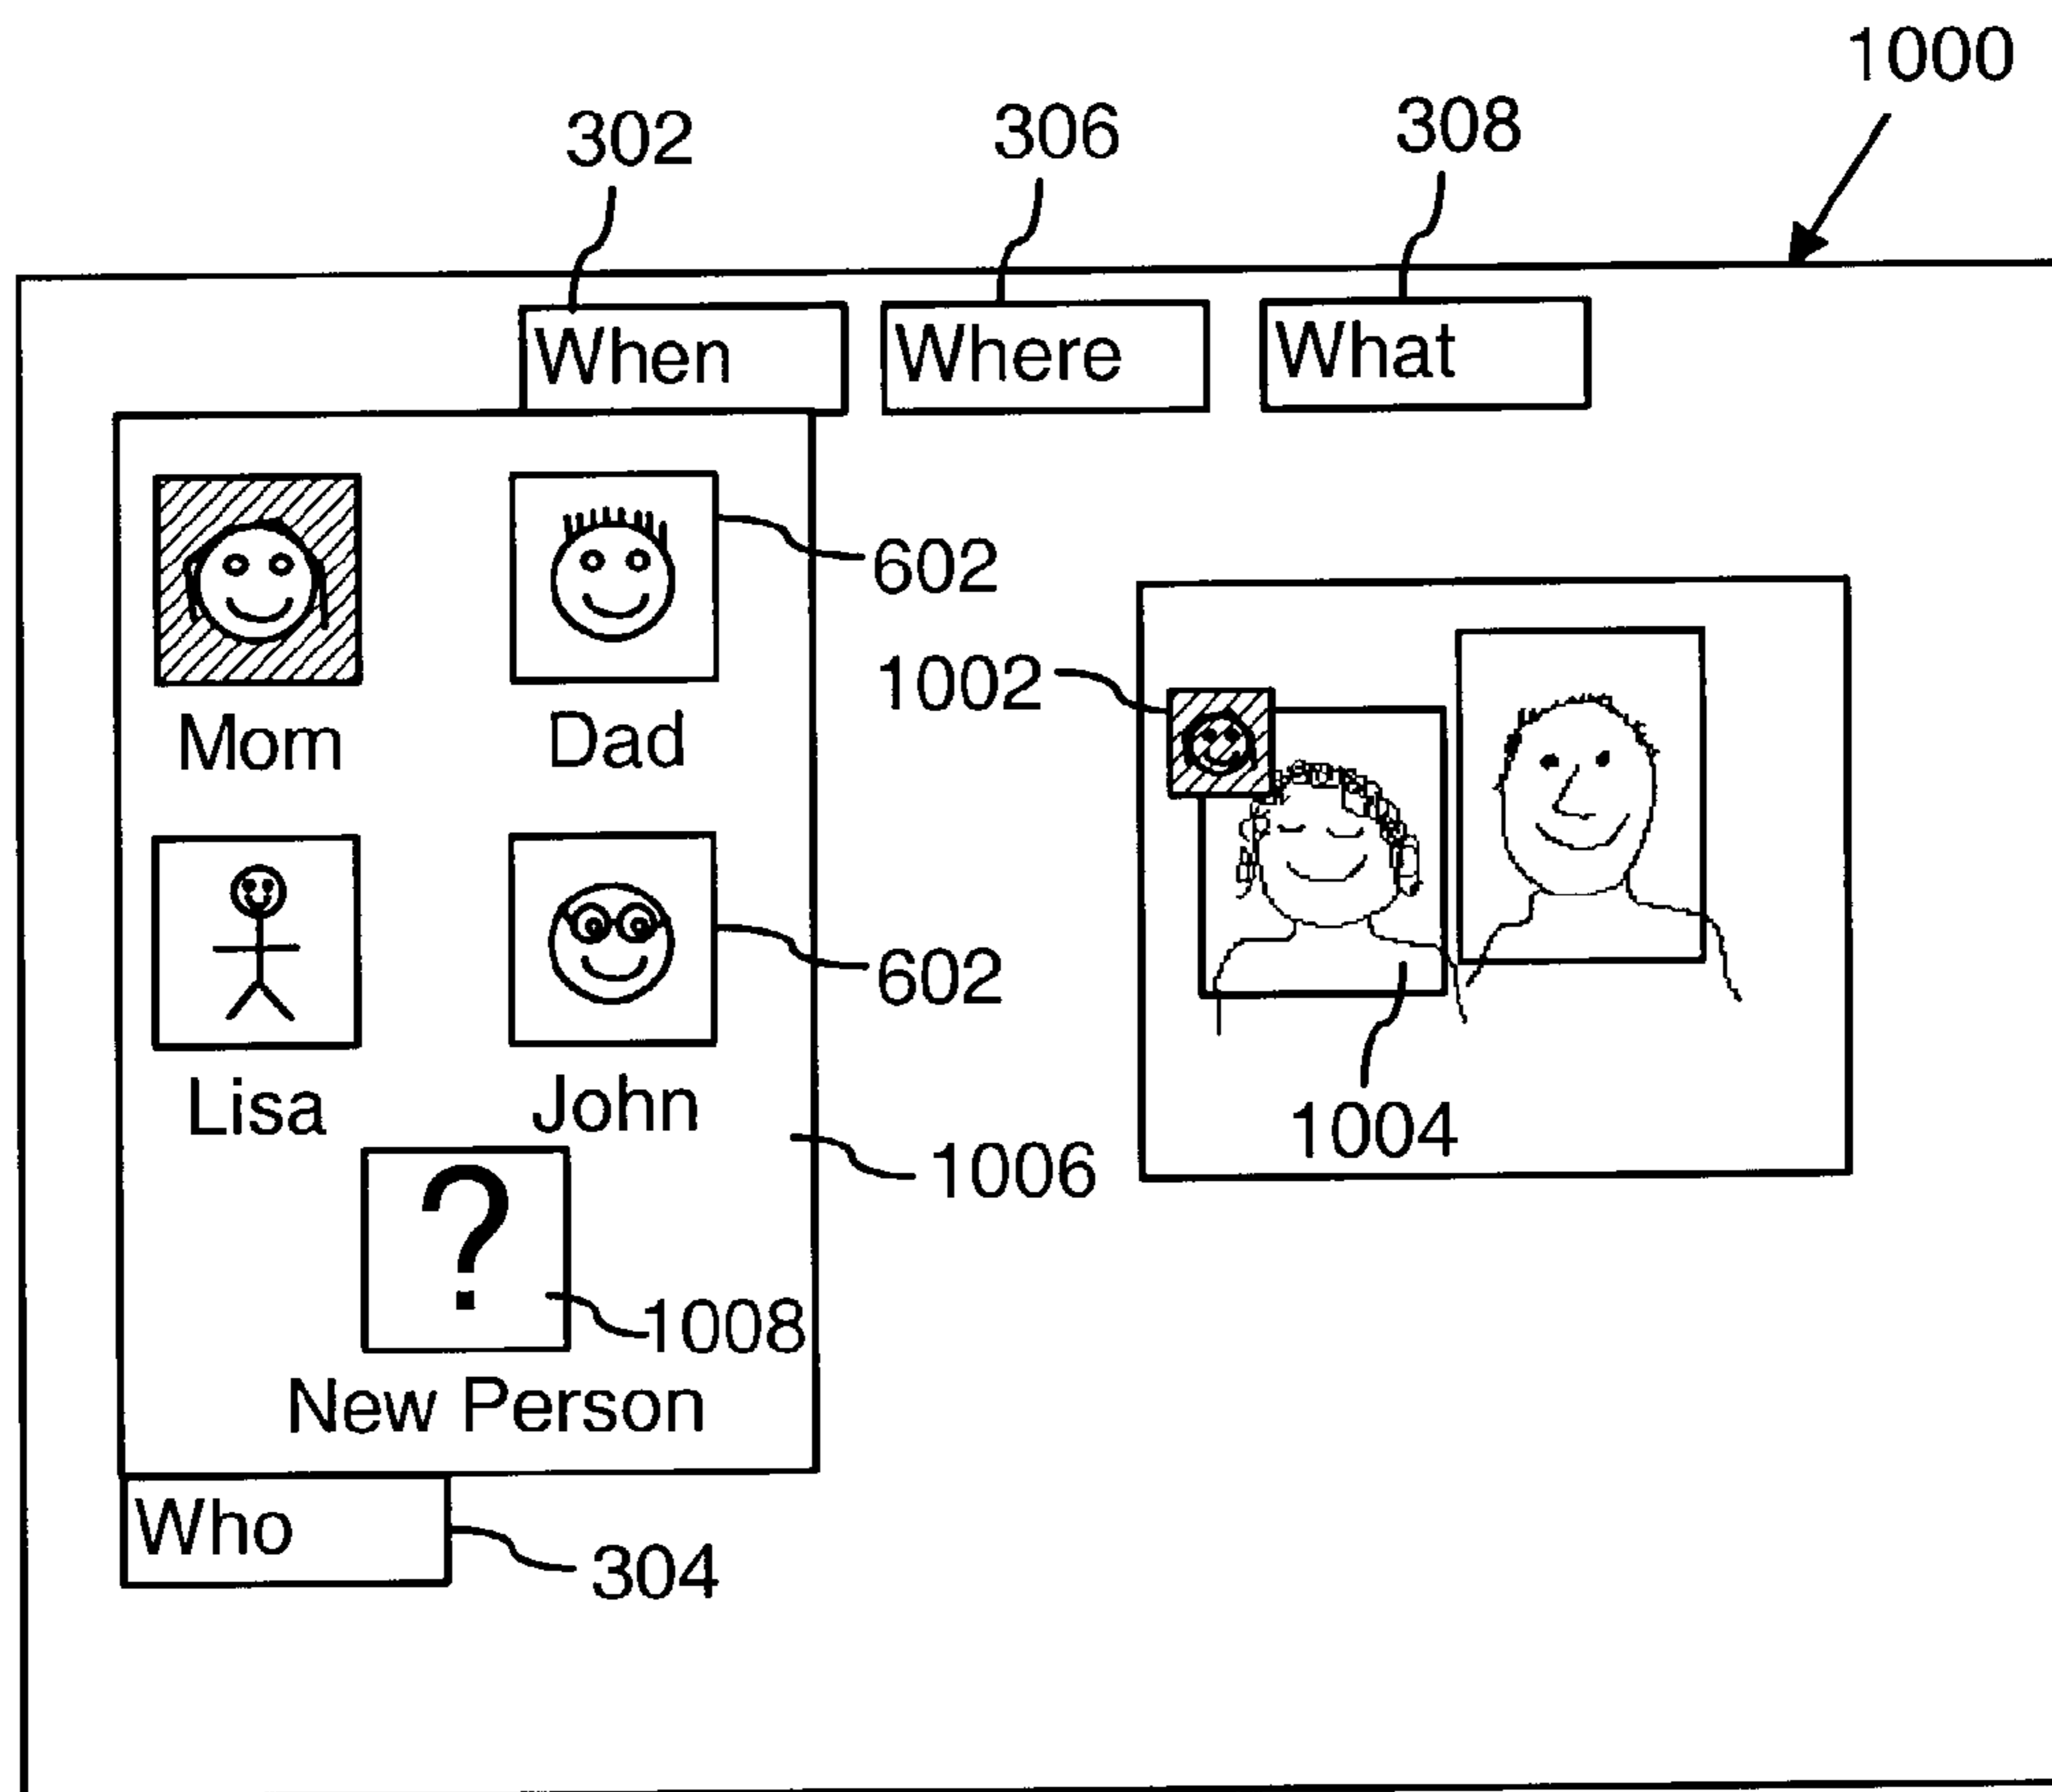 1000
302 306 308
When Where What
602
1002
Mom Dad
602
Lisa John
1004
1006
?
1008
New Person
Who
304